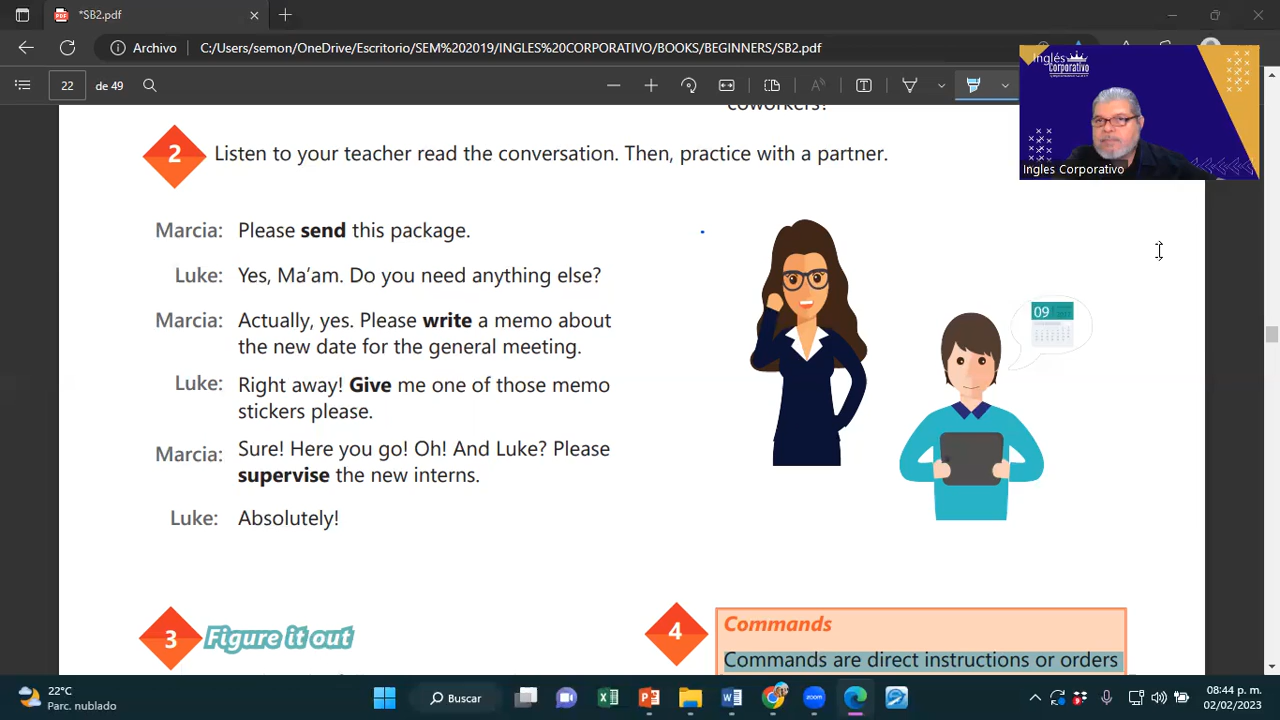 *SB2.pdf
Archivo
C:/Users/semon/OneDrive/Escritorio/SEM%202019/INGLES%20CORPORATIVO/BOOKS/BEGINNERS/SB2.pdf
22 de 49
Inglés
Corporativo
Ingles Corporativo
coworkers?
2 Listen to your teacher read the conversation. Then, practice with a partner.
Marcia: Please send this package.
Luke: Yes, Ma'am. Do you need anything else?
Marcia: Actually, yes. Please write a memo about
the new date for the general meeting.
Luke: Right away! Give me one of those memo
stickers please.
Marcia: Sure! Here you go! Oh! And Luke? Please
supervise the new interns.
Luke: Absolutely!
09
3 Figure it out
4 Commands
Commands are direct instructions or orders
22°C
Parc. nublado
Buscar
08:44 p. m.
02/02/2023